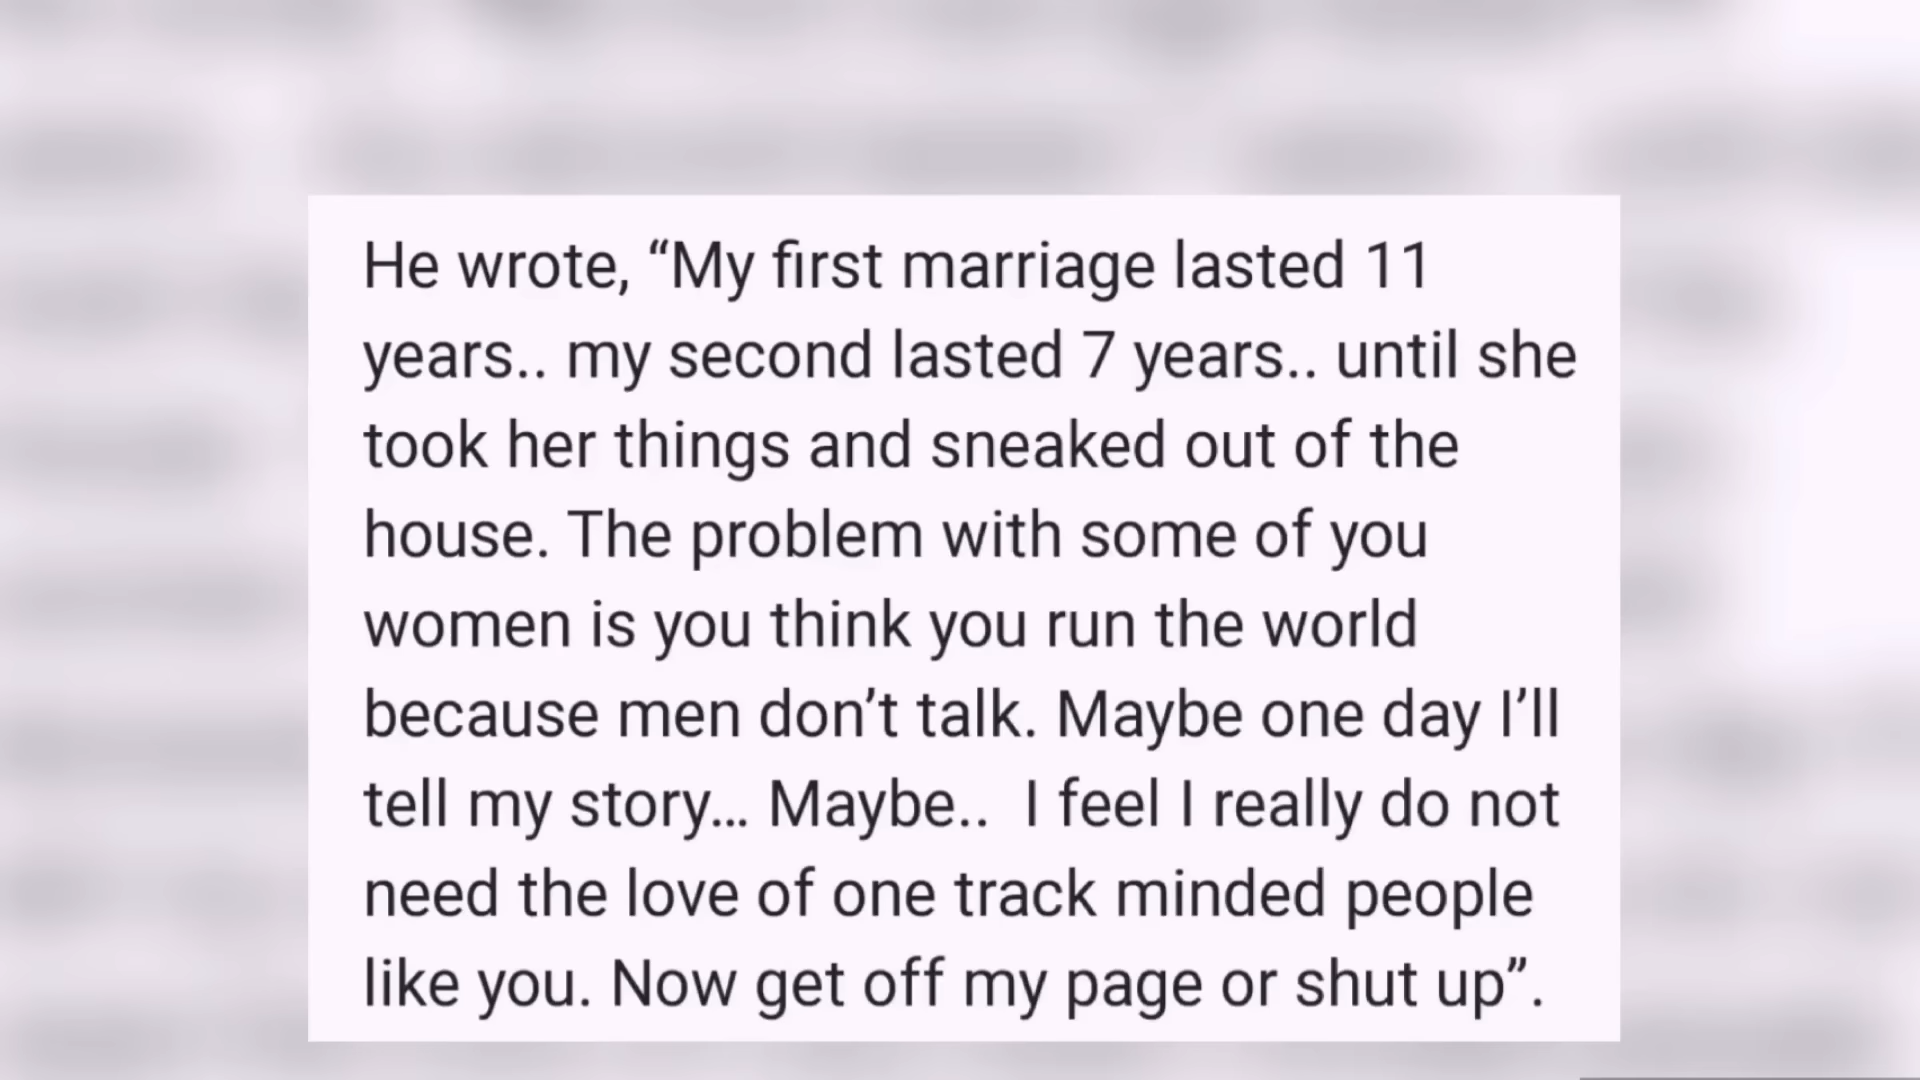 He wrote, “My first marriage lasted 11
years.. my second lasted 7 years.. until she
took her things and sneaked out of the
house. The problem with some of you
women is you think you run the world
because men don’t talk. Maybe one day I’ll
tell my story… Maybe..  I feel I really do not
need the love of one track minded people
like you. Now get off my page or shut up”.